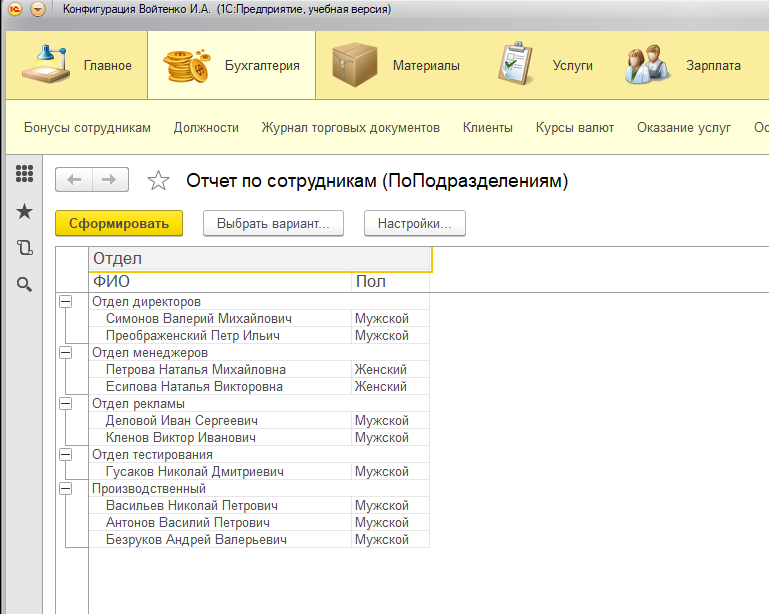 Конфигурация Войтенко И.А. (1С:Предприятие, учебная версия)
Главное Бухгалтерия Материалы Услуги Зарплата
Бонусы сотрудникам Должности Журнал торговых документов Клиенты Курсы валют Оказание услуг Ос
Отчет по сотрудникам (ПоПодразделениям)
Сформировать Выбрать вариант... Настройки...
Отдел
ФИО Пол
Отдел директоров
Симонов Валерий Михайлович Мужской
Преображенский Петр Ильич Мужской
Отдел менеджеров
Петрова Наталья Михайловна Женский
Есипова Наталья Викторовна Женский
Отдел рекламы
Деловой Иван Сергеевич Мужской
Кленов Виктор Иванович Мужской
Отдел тестирования
Гусаков Николай Дмитриевич Мужской
Производственный
Васильев Николай Петрович Мужской
Антонов Василий Петрович Мужской
Безруков Андрей Валерьевич Мужской